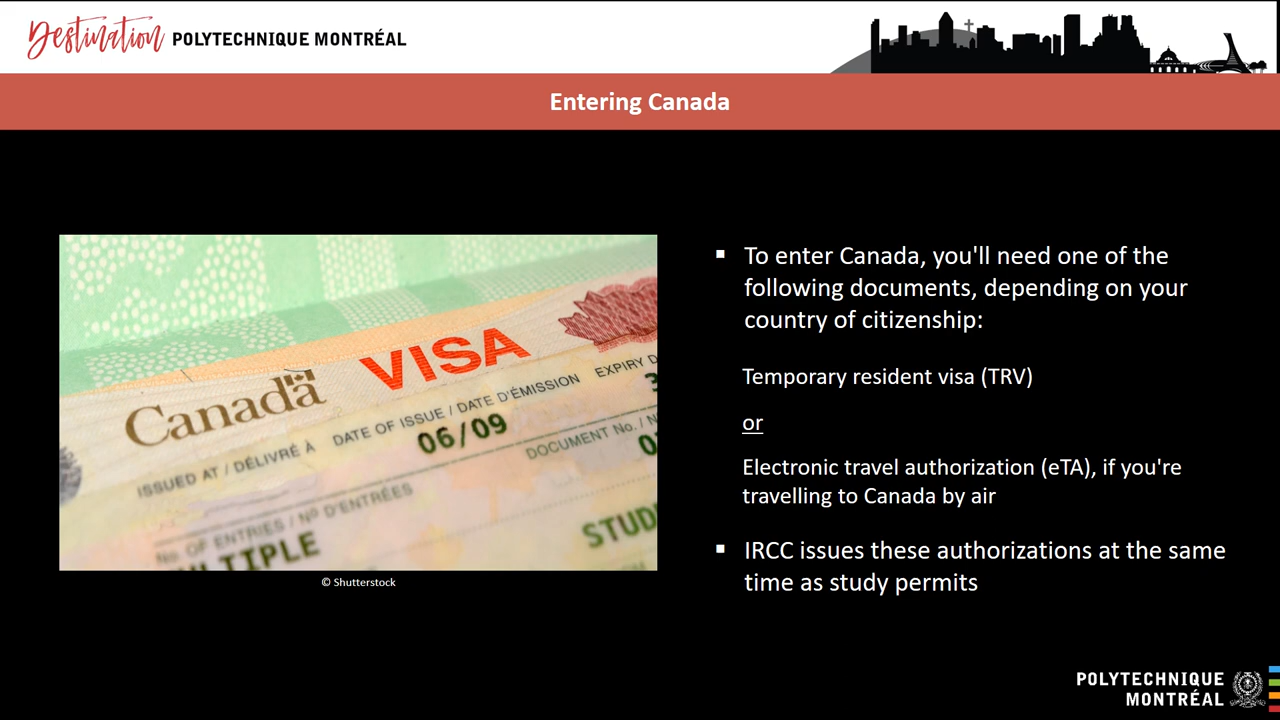 Destination POLYTECHNIQUE MONTRÉAL
Entering Canada
VISA
Canada
ISSUED AT / DÉLIVRÉ À
DATE OF ISSUE / DATE D'ÉMISSION
EXPIRY
06/09
DOCUMENT No. /
No. OF ENTRIES / Nº D'ENTRÉES
© Shutterstock
▪ To enter Canada, you'll need one of the
following documents, depending on your
country of citizenship:
Temporary resident visa (TRV)
or
Electronic travel authorization (eTA), if you're
travelling to Canada by air
▪ IRCC issues these authorizations at the same
time as study permits
POLYTECHNIQUE
MONTRÉAL